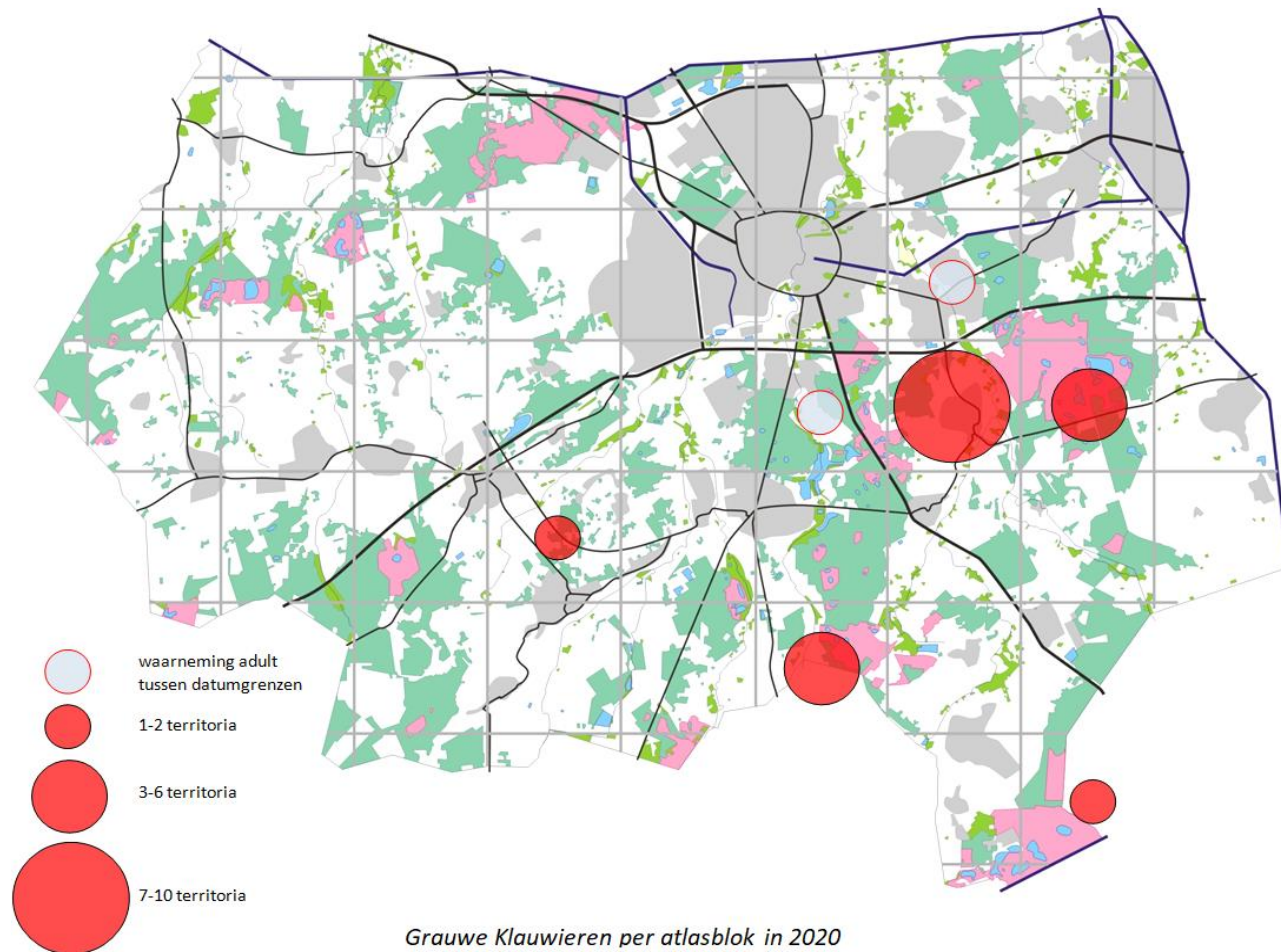 waarneming adult
tussen datumgrenzen
1-2 territoria
3-6 territoria
7-10 territoria
Grauwe Klauwieren per atlasblok in 2020